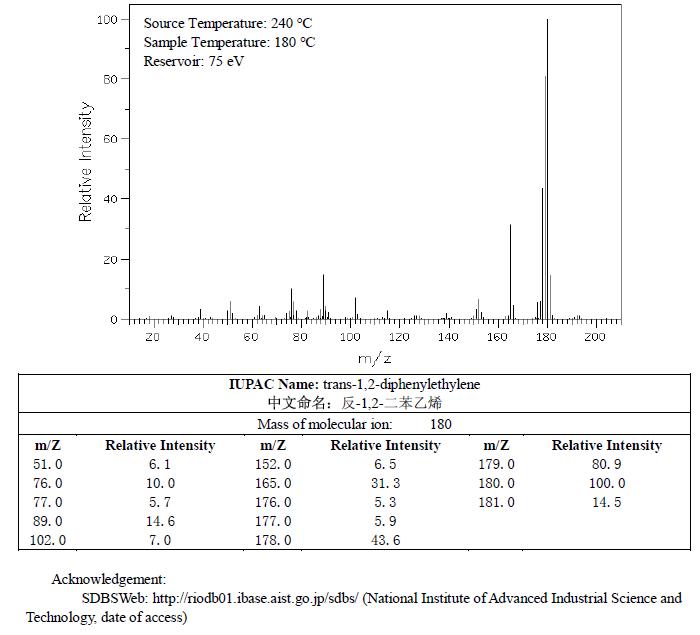 Source Temperature: 240 °C
Sample Temperature: 180 °C
Reservoir: 75 eV
100
80
60
40
20
0
Relative Intensity
20 40 60 80 100 120 140 160 180 200
m/z
IUPAC Name: trans-1,2-diphenylethylene
中文命名：反-1,2-二苯乙烯
Mass of molecular ion: 180
m/Z Relative Intensity m/Z Relative Intensity m/Z Relative Intensity
51.0 6.1 152.0 6.5 179.0 80.9
76.0 10.0 165.0 31.3 180.0 100.0
77.0 5.7 176.0 5.3 181.0 14.5
89.0 14.6 177.0 5.9
102.0 7.0 178.0 43.6
Acknowledgement:
SDBSWeb: http://riodb01.ibase.aist.go.jp/sdbs/ (National Institute of Advanced Industrial Science and
Technology, date of access)